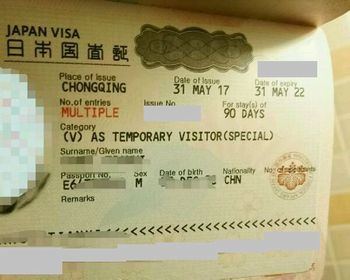 JAPAN VISA
日本国査証
Place of issue Date of issue Date of expiry
CHONGQING 31 MAY 17 31 MAY 22
No.of entries Issue No. For stay(s) of
MULTIPLE 90 DAYS
Category
(V) AS TEMPORARY VISITOR(SPECIAL)
Surname/Given name
Passport No. Sex Date of birth Nationality
E6 M CHN
Remarks